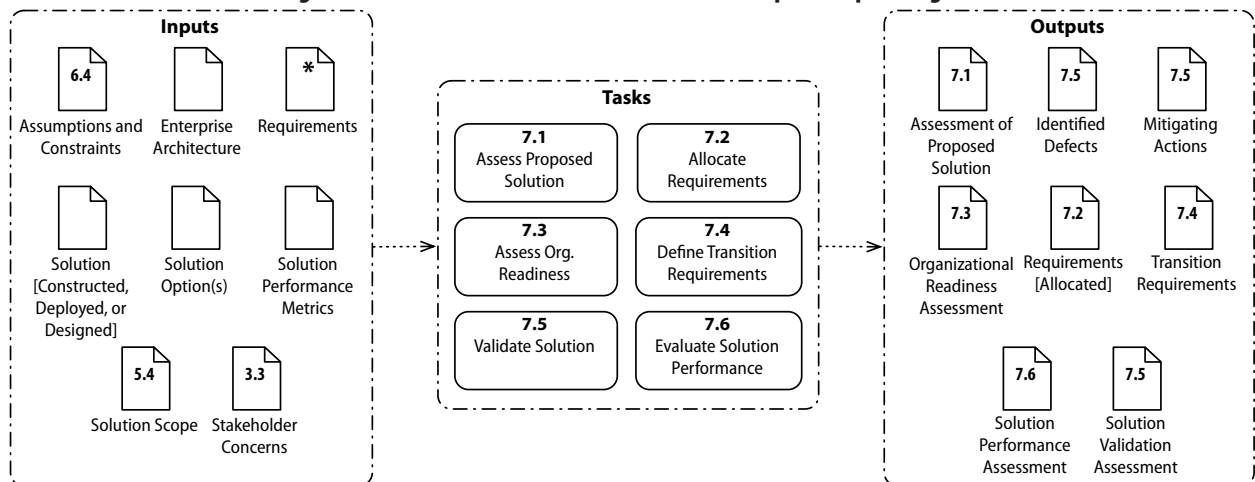 Inputs
6.4
*
Assumptions and
Constraints
Enterprise
Architecture
Requirements
Solution
[Constructed,
Deployed, or
Designed]
Solution
Option(s)
Solution
Performance
Metrics
5.4
3.3
Solution Scope
Stakeholder
Concerns
Tasks
7.1
Assess Proposed
Solution
7.2
Allocate
Requirements
7.3
Assess Org.
Readiness
7.4
Define Transition
Requirements
7.5
Validate Solution
7.6
Evaluate Solution
Performance
Outputs
7.1
Assessment of
Proposed
Solution
7.5
Identified
Defects
7.5
Mitigating
Actions
7.3
Organizational
Readiness
Assessment
7.2
Requirements
[Allocated]
7.4
Transition
Requirements
7.6
Solution
Performance
Assessment
7.5
Solution
Validation
Assessment